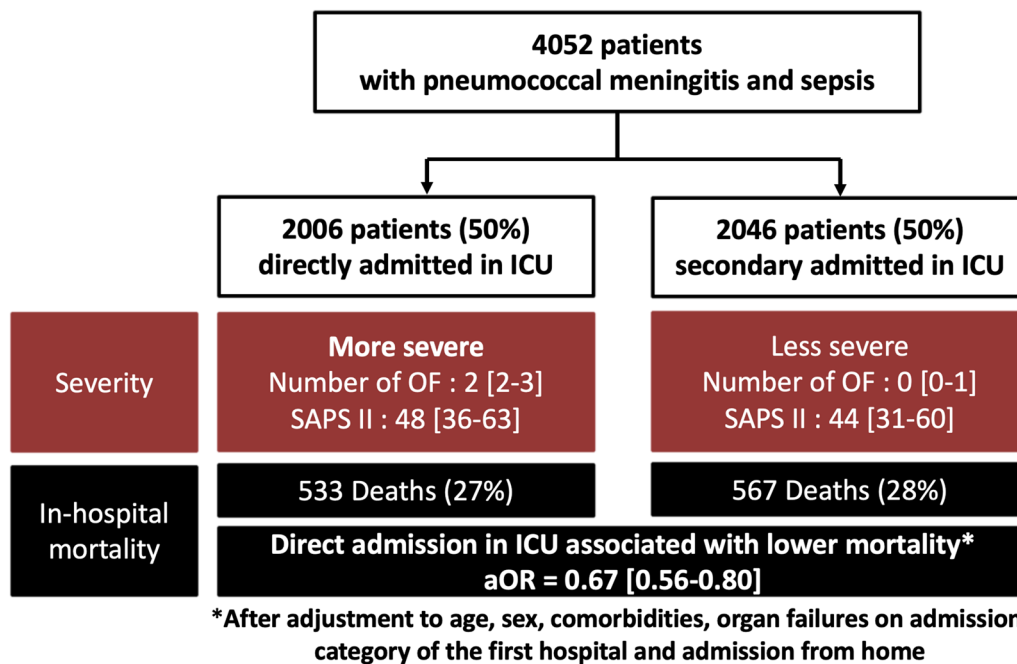 4052 patients
with pneumococcal meningitis and sepsis
2006 patients (50%)
directly admitted in ICU
2046 patients (50%)
secondary admitted in ICU
Severity
More severe
Number of OF : 2 [2-3]
SAPS II : 48 [36-63]
Less severe
Number of OF : 0 [0-1]
SAPS II : 44 [31-60]
In-hospital
mortality
533 Deaths (27%)
567 Deaths (28%)
Direct admission in ICU associated with lower mortality*
aOR = 0.67 [0.56-0.80]
*After adjustment to age, sex, comorbidities, organ failures on admission
category of the first hospital and admission from home